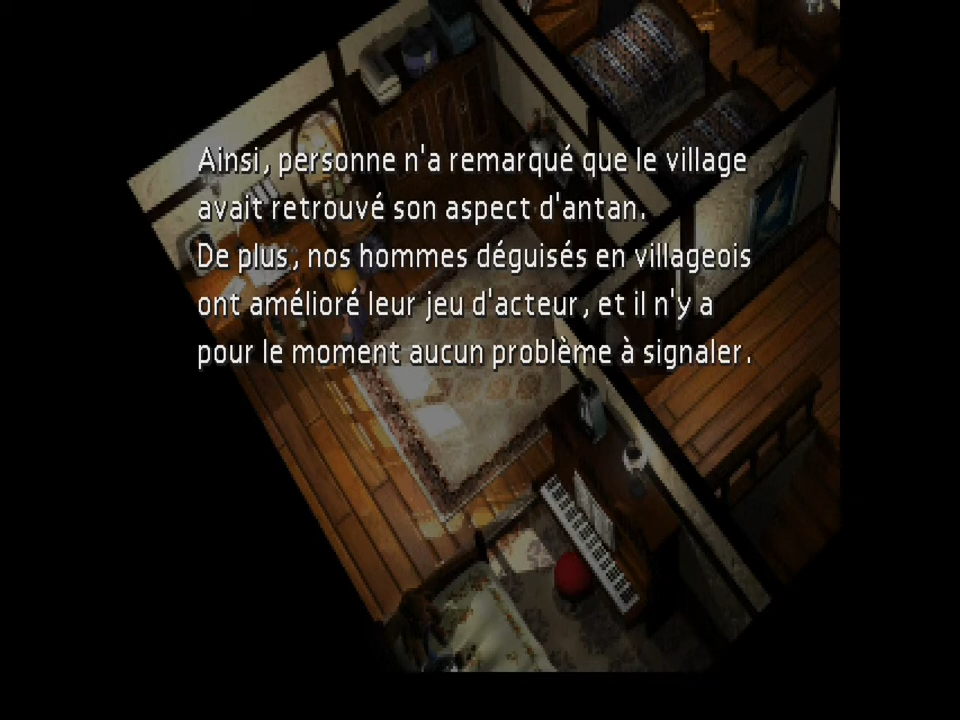 Ainsi, personne n'a remarqué que le village
avait retrouvé son aspect d'antan.
De plus, nos hommes déguisés en villageois
ont amélioré leur jeu d'acteur, et il n'y a
pour le moment aucun problème à signaler.